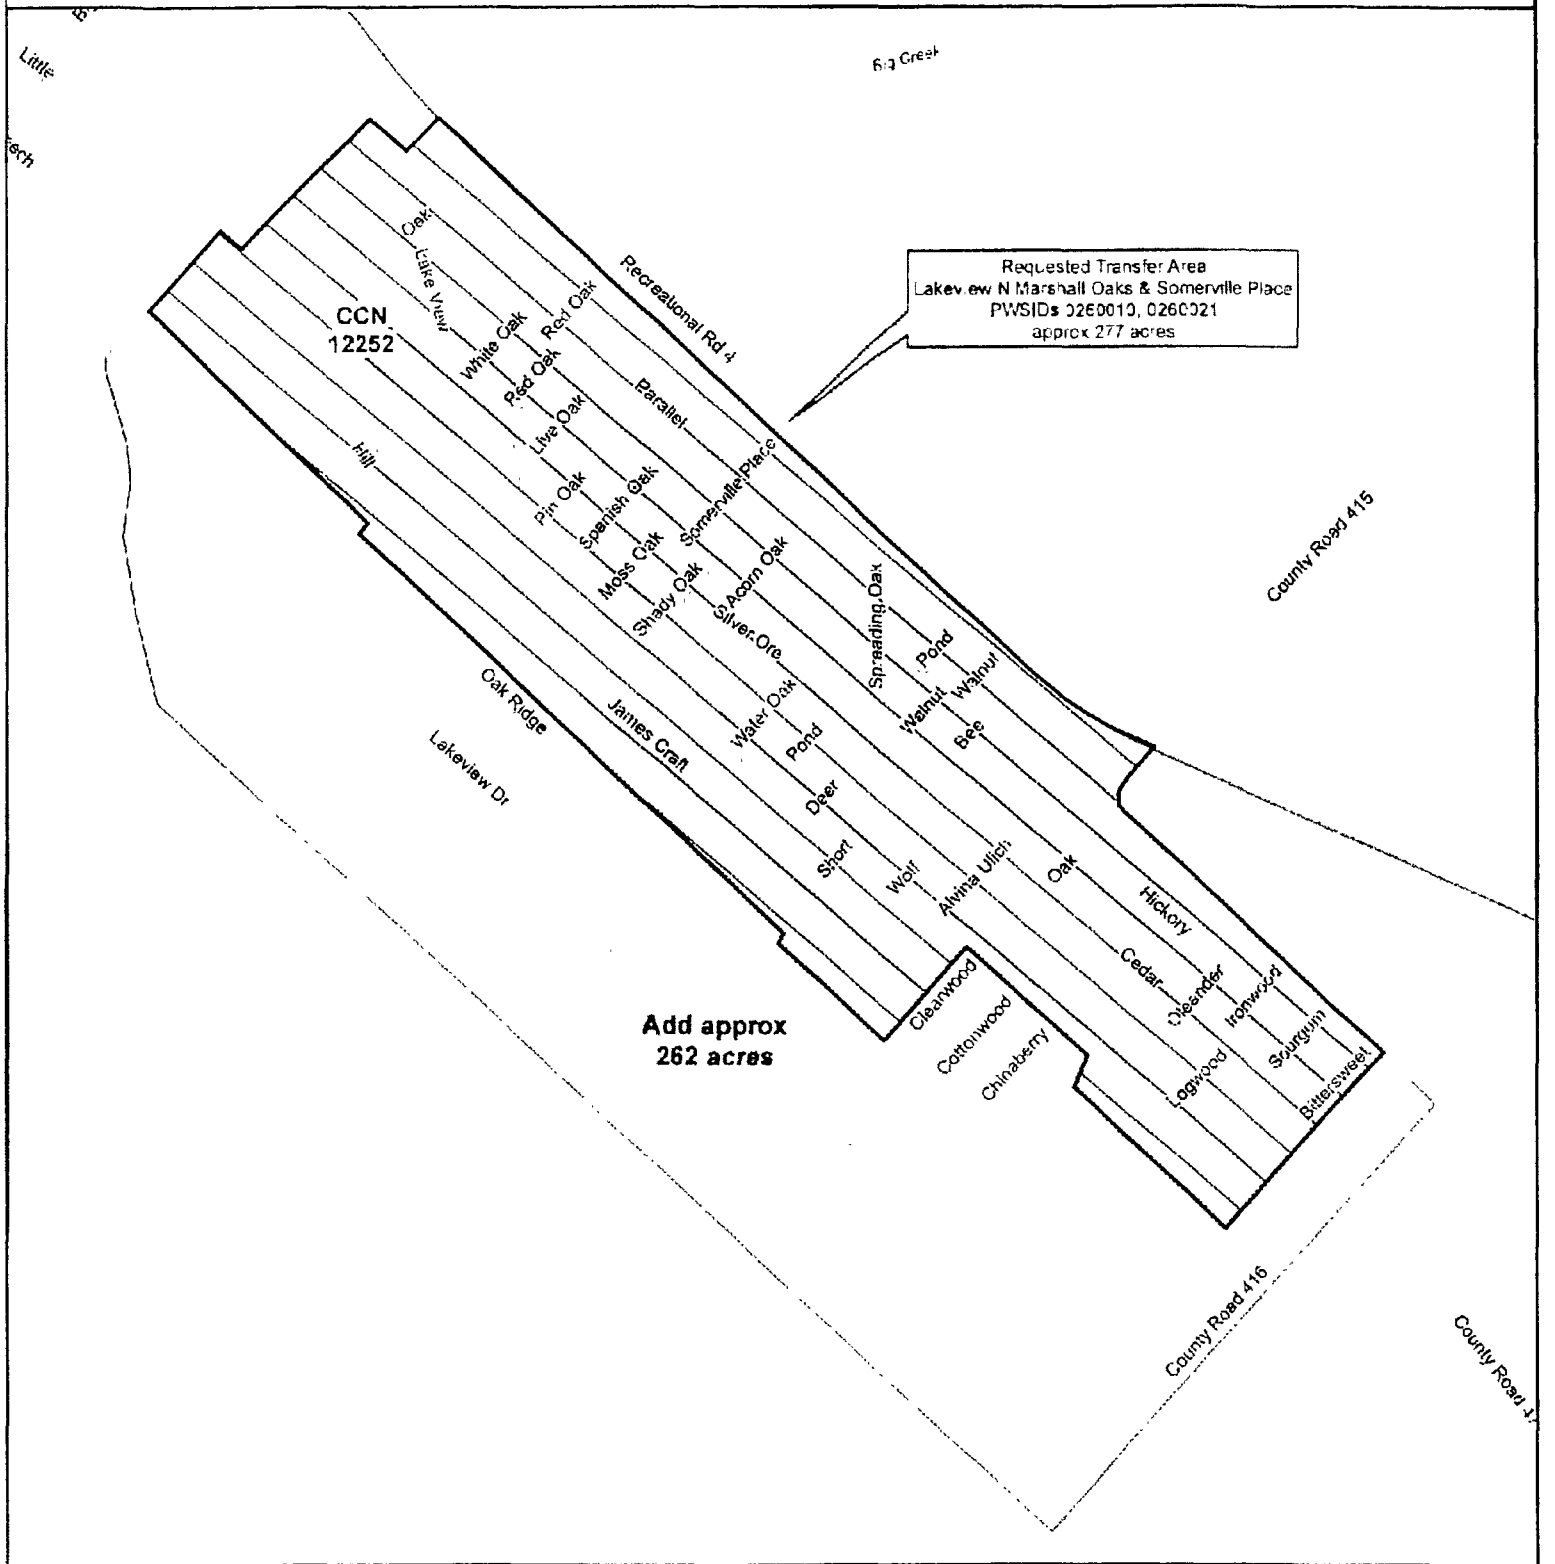 Little
Big Creek
Oak
Lake View
Recreational Rd 4
Requested Transfer Area
Lakeview N Marshall Oaks & Somerville Place
PWSIDs 0260010, 0260021
approx 277 acres
CCN
12252
White Oak
Red Oak
Red Oak
Live Oak
Parallel
Hill
Pin Oak
Spanish Oak
Somerville Place
Moss Oak
Shady Oak
Acorn Oak
Silver Ore
Spreading Oak
County Road 415
Pond
Walnut
Walnut
Bee
Oak Ridge
James Craft
Water Oak
Pond
Lakeview Dr
Deer
Short
Wolf
Alvina Ulich
Oak
Hickory
Cedar
Oleander
Ironwood
Clearwood
Cottonwood
Chinaberry
Sourgum
Logwood
Bittersweet
Add approx
262 acres
County Road 416
County Road